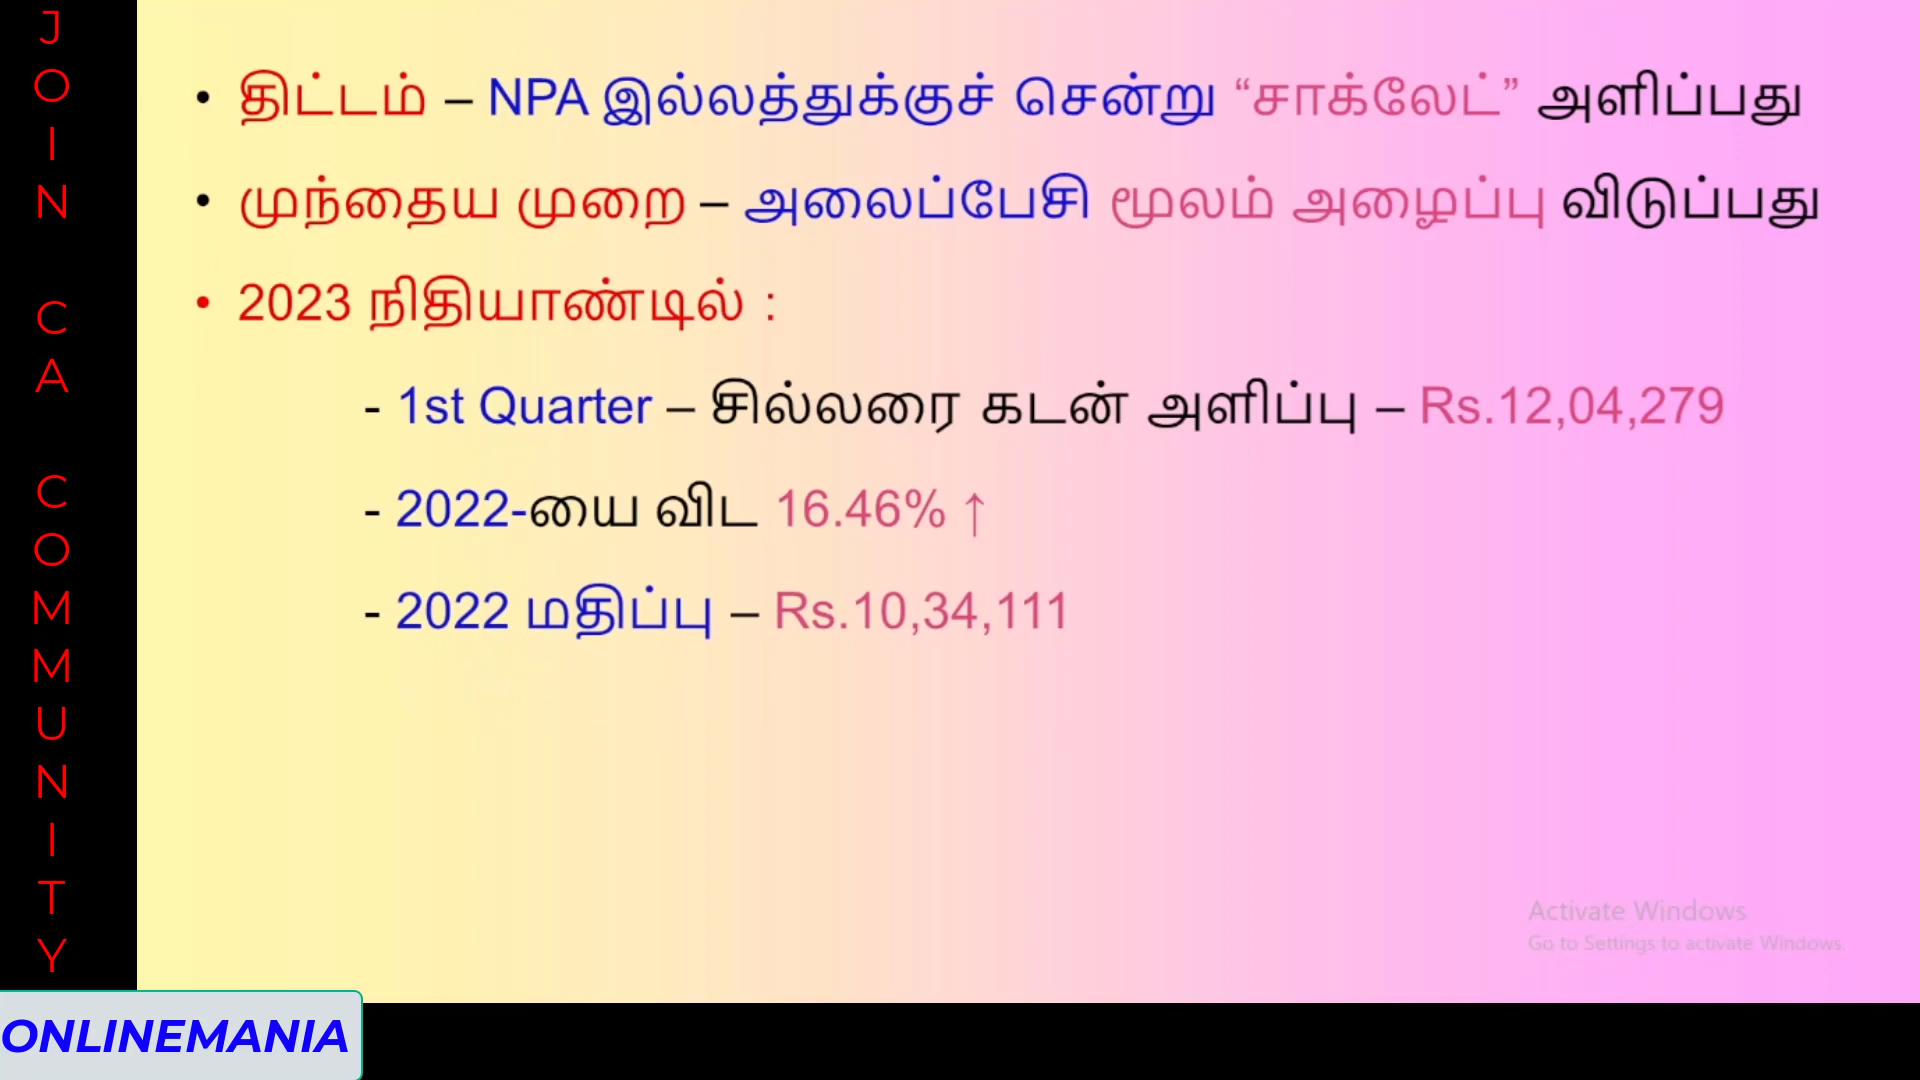 JOIN CA COMMUNITY
• திட்டம் – NPA இல்லத்துக்குச் சென்று “சாக்லேட்” அளிப்பது
• முந்தைய முறை – அலைப்பேசி மூலம் அழைப்பு விடுப்பது
• 2023 நிதியாண்டில் :
- 1st Quarter – சில்லரை கடன் அளிப்பு – Rs.12,04,279
- 2022-யை விட 16.46% ↑
- 2022 மதிப்பு – Rs.10,34,111
Activate Windows
Go to Settings to activate Windows.
ONLINEMANIA